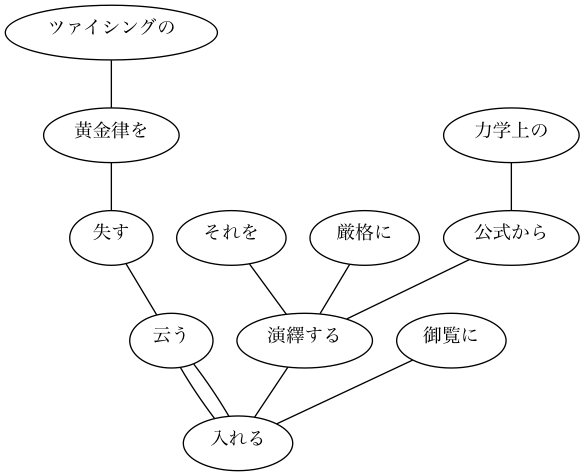 ツァイシングの
黄金律を
力学上の
失す
それを
厳格に
公式から
云う
演繹する
御覧に
入れる